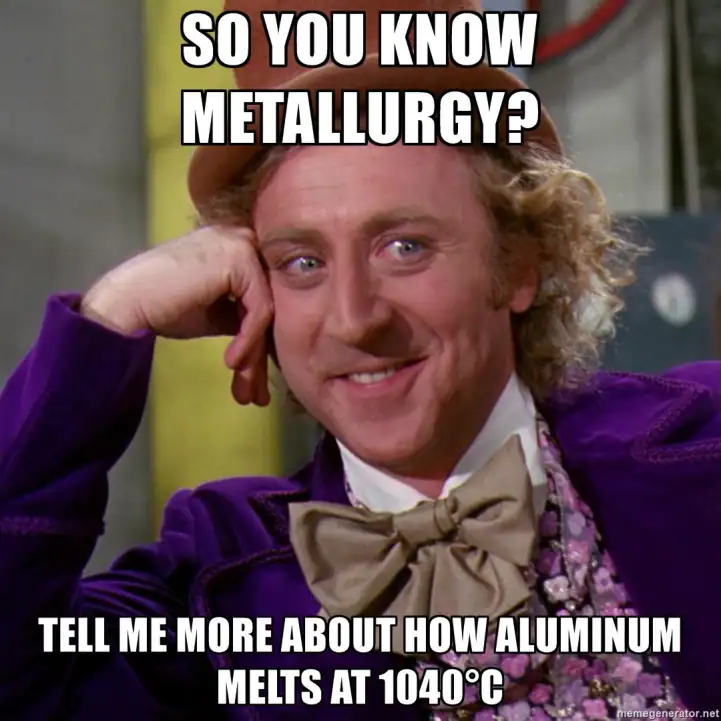 SO YOU KNOW
METALLURGY?
TELL ME MORE ABOUT HOW ALUMINUM
MELTS AT 1040°C
memegenerator.net